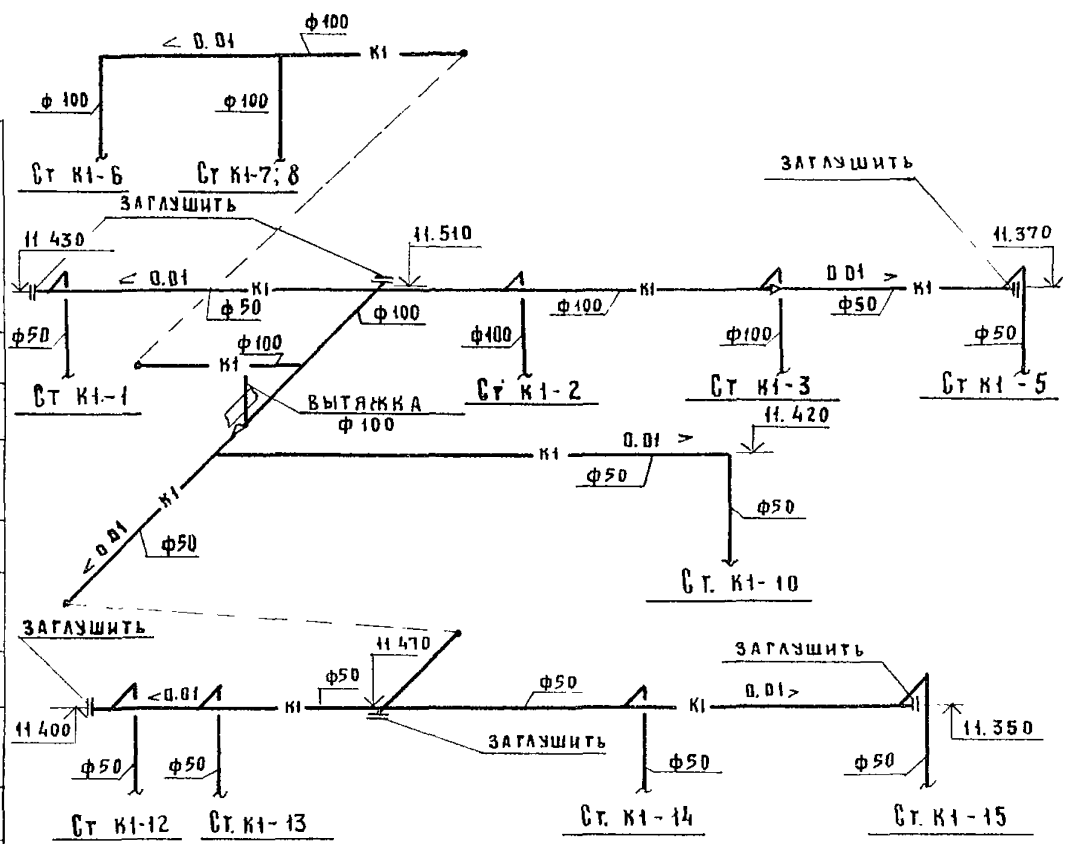 < 0.01
ф100
К1
ф 100
ф100
Ст К1-6
Ст К1-7; 8
ЗАГЛУШИТЬ
ЗАГЛУШИТЬ
11 430
11.510
11.370
< 0.01
К1
К1
0 01 >
К1
ф50
ф100
ф100
ф50
ф50
ф100
ф100
ф50
ф100
К1
Ст К1-1
Ст К1-2
Ст К1-3
Ст К1-5
ВЫТЯЖКА
ф100
11.420
0.01 >
К1
ф50
ф50
К1
< 0.01
ф50
Ст. К1-10
ЗАГЛУШИТЬ
11 470
ЗАГЛУШИТЬ
ф50
ф50
<0.01
К1
К1
0.01>
11 400
11.350
ЗАГЛУШИТЬ
ф50
ф50
ф50
ф50
Ст К1-12
Ст. К1-13
Ст. К1-14
Ст. К1-15